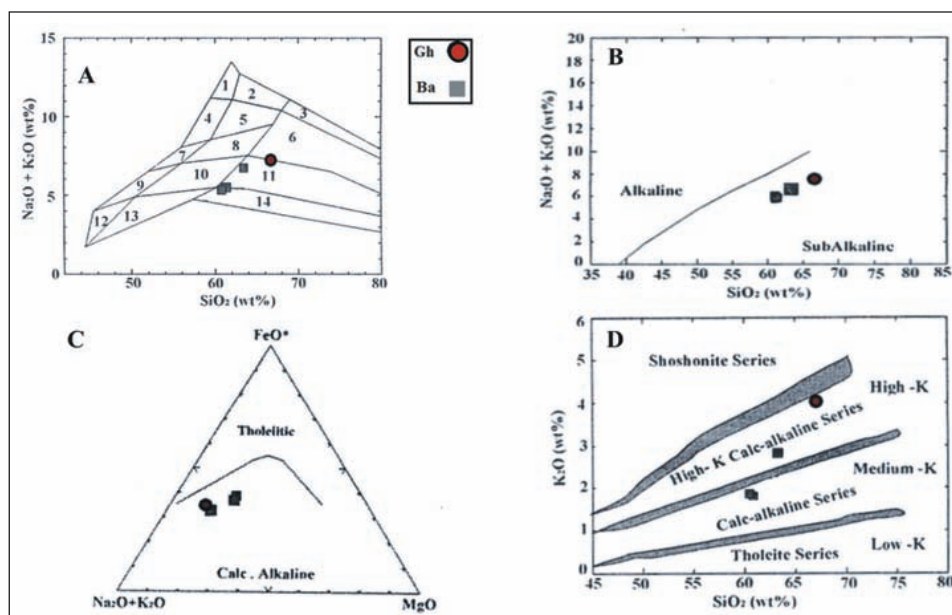 A
Na₂O + K₂O (wt%)
15
10
5
0
1
2
3
4
5
6
7
8
9
10
11
12
13
14
50
60
70
80
SiO₂ (wt%)
Gh
Ba
B
Na₂O + K₂O (wt%)
20
18
16
14
12
10
8
6
4
2
0
Alkaline
SubAlkaline
35
40
45
50
55
60
65
70
75
80
85
SiO₂ (wt%)
C
FeO*
Tholeiitic
Calc . Alkaline
Na₂O+K₂O
MgO
D
K₂O (wt%)
6
5
4
3
2
1
0
Shoshonite Series
High -K
High- K Calc-alkaline Series
Medium -K
Calc-alkaline Series
Low -K
Tholeite Series
45
50
55
60
65
70
75
80
SiO₂ (wt%)